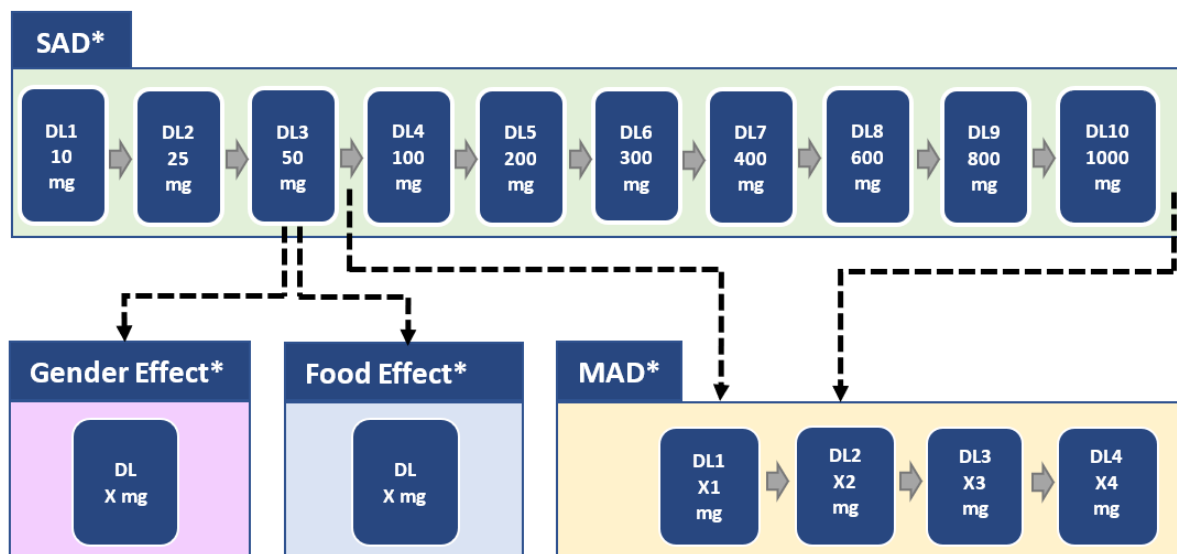 SAD*
DL1
10
mg
DL2
25
mg
DL3
50
mg
DL4
100
mg
DL5
200
mg
DL6
300
mg
DL7
400
mg
DL8
600
mg
DL9
800
mg
DL10
1000
mg
Gender Effect*
DL
X mg
Food Effect*
DL
X mg
MAD*
DL1
X1
mg
DL2
X2
mg
DL3
X3
mg
DL4
X4
mg